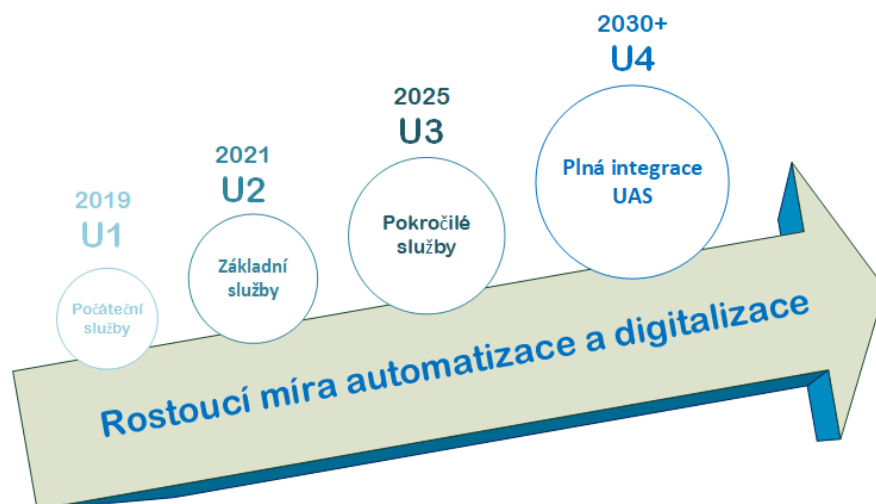 2019
U1
Počáteční
služby
2021
U2
Základní
služby
2025
U3
Pokročilé
služby
2030+
U4
Plná integrace
UAS
Rostoucí míra automatizace a digitalizace